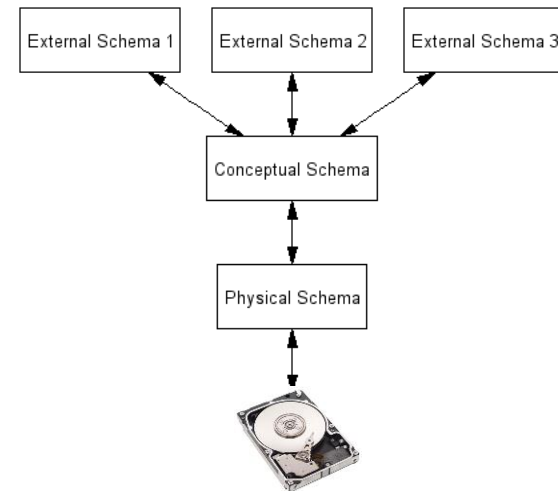 External Schema 1
External Schema 2
External Schema 3
Conceptual Schema
Physical Schema